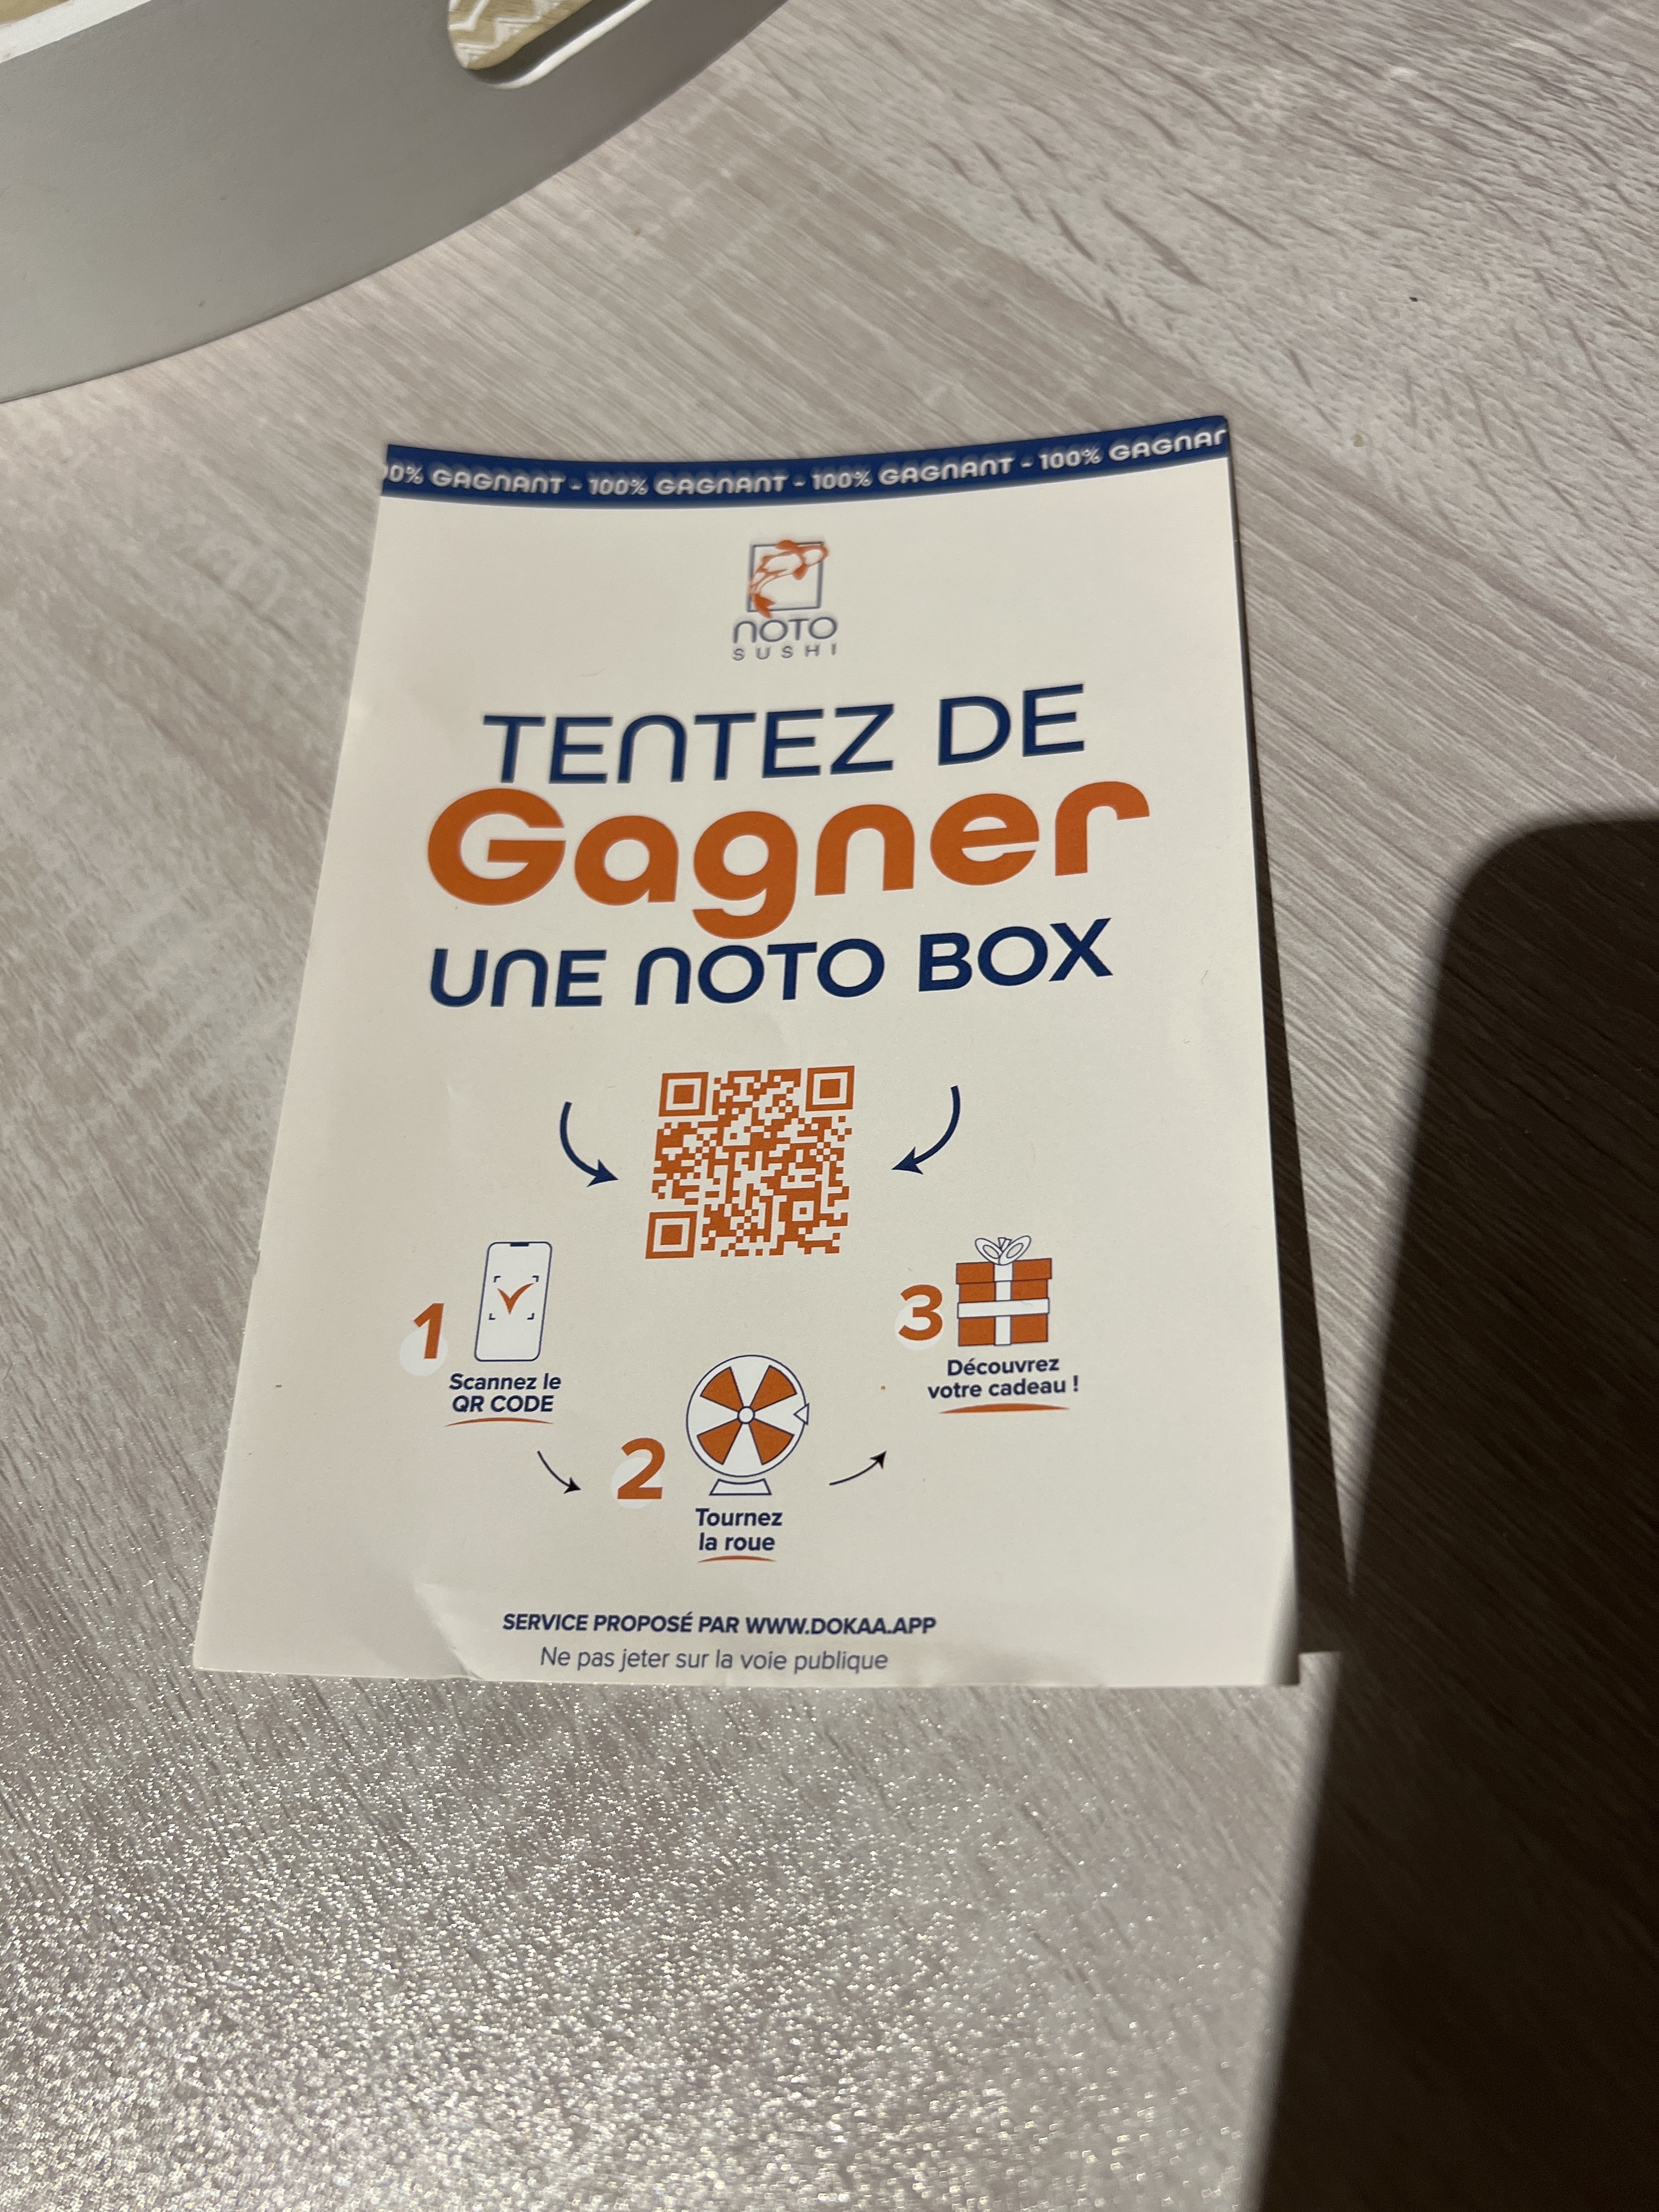 0% GAGNANT - 100% GAGNANT - 100% GAGNANT - 100% GAGNAN
NOTO
SUSHI
TENTEZ DE
Gagner
UNE NOTO BOX
1
Scannez le
QR CODE
2
Tournez
la roue
3
Découvrez
votre cadeau !
SERVICE PROPOSÉ PAR WWW.DOKAA.APP
Ne pas jeter sur la voie publique